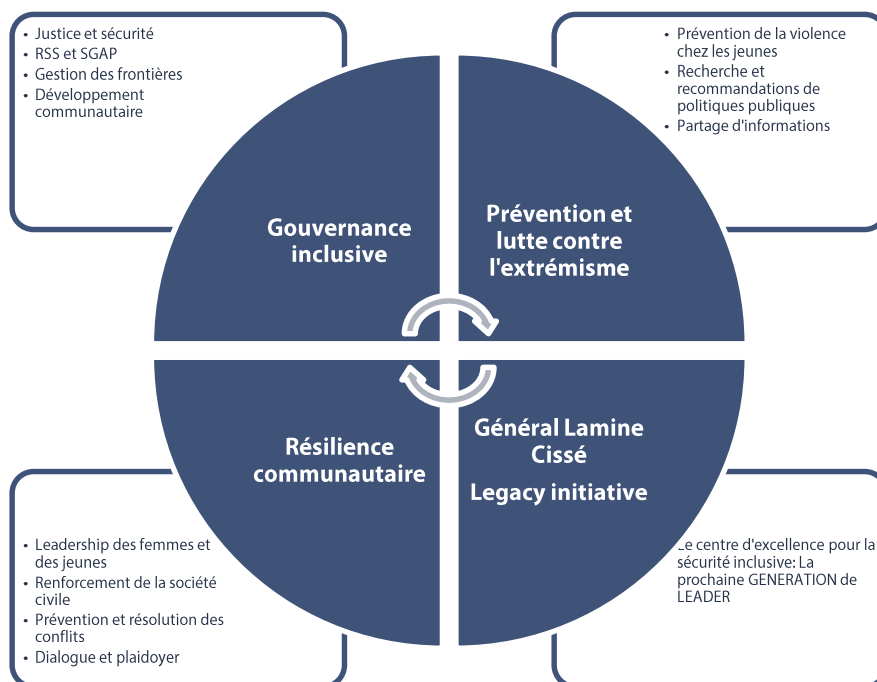 • Justice et sécurité
• RSS et SGAP
• Gestion des frontières
• Développement
communautaire
• Prévention de la violence
chez les jeunes
• Recherche et
recommandations de
politiques publiques
• Partage d'informations
Gouvernance
inclusive
Prévention et
lutte contre
l'extrémisme
Résilience
communautaire
Général Lamine
Cissé
Legacy initiative
• Leadership des femmes et
des jeunes
• Renforcement de la société
civile
• Prévention et résolution des
conflits
• Dialogue et plaidoyer
Le centre d'excellence pour la
sécurité inclusive: La
prochaine GENERATION de
LEADER